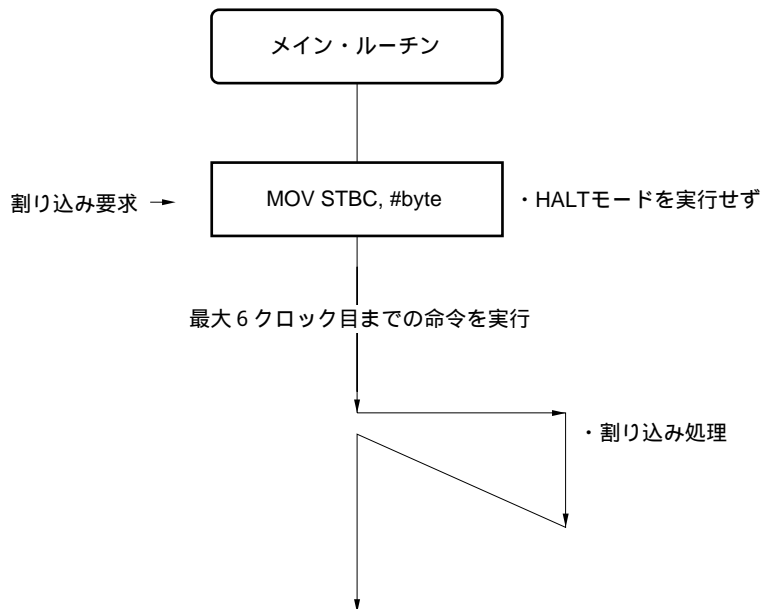 メイン・ルーチン
割り込み要求
MOV STBC, #byte
・HALTモードを実行せず
最大6クロック目までの命令を実行
・割り込み処理